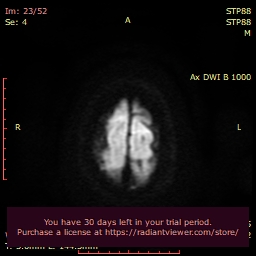 Im: 23/52
Se: 4
A
STP88
STP88
M
Ax DWI B 1000
R
L
You have 30 days left in your trial period.
Purchase a license at https://radiantviewer.com/store/